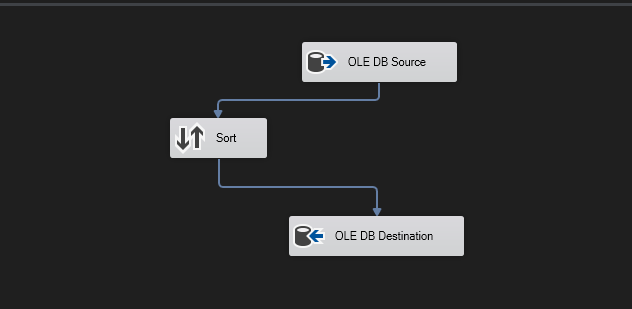 OLE DB Source
Sort
OLE DB Destination